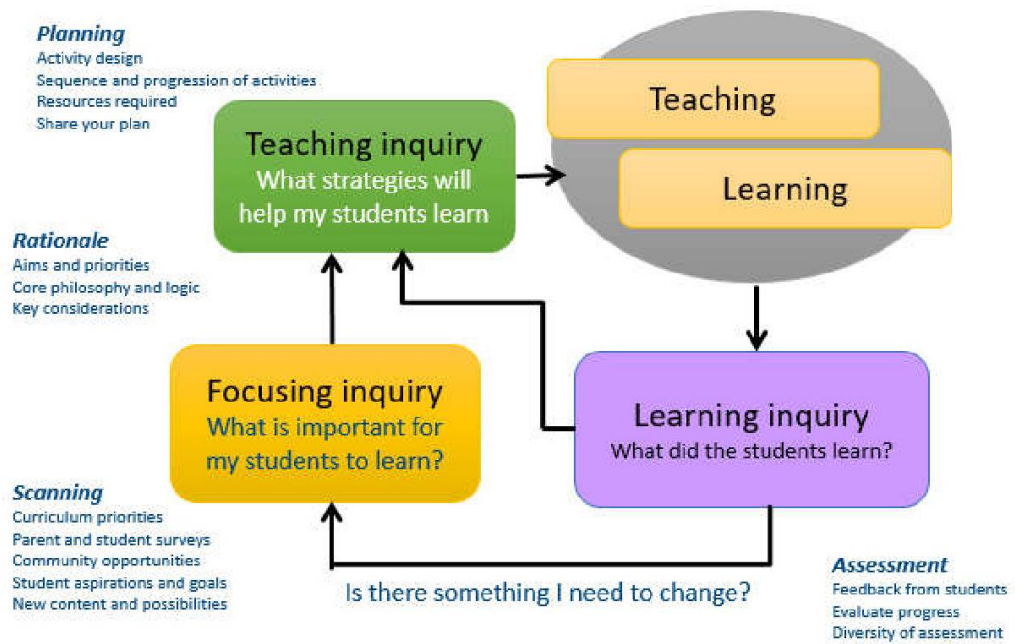 Planning
Activity design
Sequence and progression of activities
Resources required
Share your plan
Teaching inquiry
What strategies will
help my students learn
Teaching
Learning
Rationale
Aims and priorities
Core philosophy and logic
Key considerations
Focusing inquiry
What is important for
my students to learn?
Learning inquiry
What did the students learn?
Scanning
Curriculum priorities
Parent and student surveys
Community opportunities
Student aspirations and goals
New content and possibilities
Is there something I need to change?
Assessment
Feedback from students
Evaluate progress
Diversity of assessment